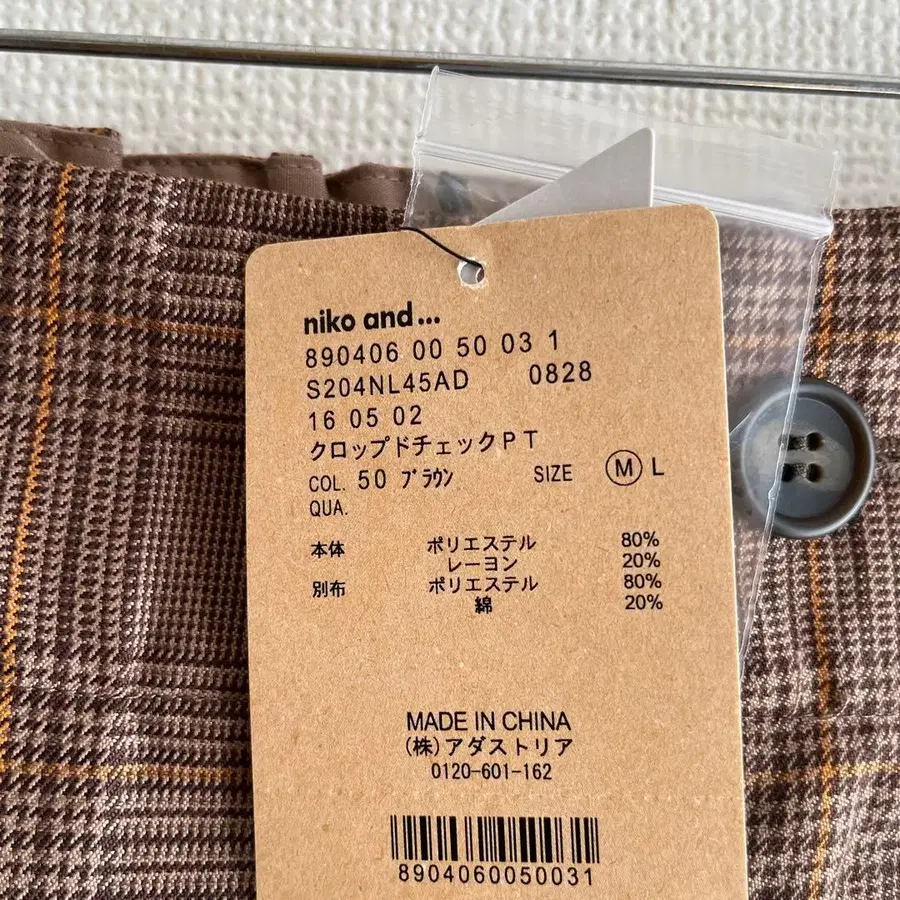 niko and...
890406 00 50 03 1
S204NL45AD 0828
16 05 02
クロップドチェックPT
COL. 50 ブラウン SIZE M L
QUA.
本体 ポリエステル 80%
レーヨン 20%
別布 ポリエステル 80%
綿 20%
MADE IN CHINA
(株)アダストリア
0120-601-162
8904060050031